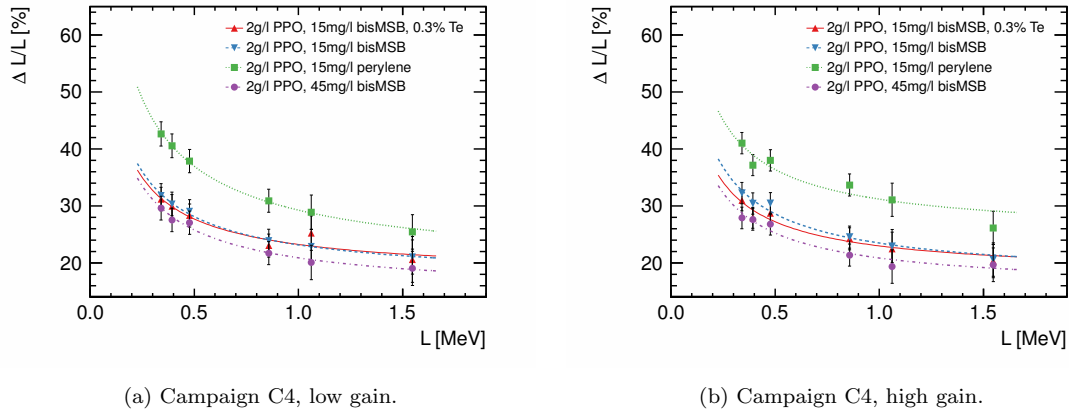 Δ L/L [%]
60
50
40
30
20
0.0
0.5
1.0
1.5
L [MeV]
2g/l PPO, 15mg/l bisMSB, 0.3% Te
2g/l PPO, 15mg/l bisMSB
2g/l PPO, 15mg/l perylene
2g/l PPO, 45mg/l bisMSB
(a) Campaign C4, low gain.
Δ L/L [%]
60
50
40
30
20
0.0
0.5
1.0
1.5
L [MeV]
2g/l PPO, 15mg/l bisMSB, 0.3% Te
2g/l PPO, 15mg/l bisMSB
2g/l PPO, 15mg/l perylene
2g/l PPO, 45mg/l bisMSB
(b) Campaign C4, high gain.